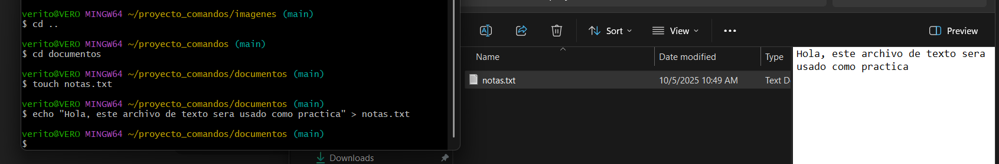 verito@VERO MINGW64 ~/proyecto_comandos/imagenes (main)
$ cd ..
verito@VERO MINGW64 ~/proyecto_comandos (main)
$ cd documentos
verito@VERO MINGW64 ~/proyecto_comandos/documentos (main)
$ touch notas.txt
verito@VERO MINGW64 ~/proyecto_comandos/documentos (main)
$ echo "Hola, este archivo de texto sera usado como practica" > notas.txt
verito@VERO MINGW64 ~/proyecto_comandos/documentos (main)
$
Sort View ... Preview
Name Date modified Type
notas.txt 10/5/2025 10:49 AM Text D
Hola, este archivo de texto sera
usado como practica
Downloads